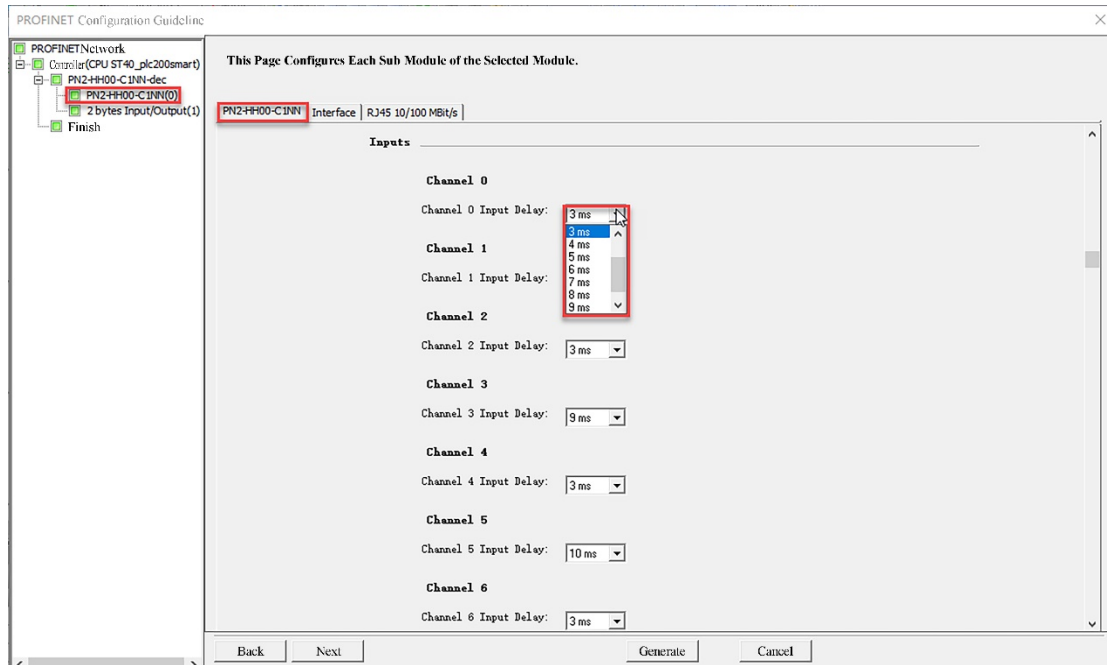 PROFINET Configuration Guideline
PROFINETNetwork
Controller(CPU ST40_plc200smart)
PN2-HH00-C1NN-dec
PN2-HH00-C1NN(0)
2 bytes Input/Output(1)
Finish
This Page Configures Each Sub Module of the Selected Module.
PN2-HH00-C1NN Interface RJ45 10/100 MBit/s
Inputs
Channel 0
Channel 0 Input Delay: 3 ms
3 ms
4 ms
5 ms
6 ms
7 ms
8 ms
9 ms
Channel 1
Channel 1 Input Delay:
Channel 2
Channel 2 Input Delay: 3 ms
Channel 3
Channel 3 Input Delay: 9 ms
Channel 4
Channel 4 Input Delay: 3 ms
Channel 5
Channel 5 Input Delay: 10 ms
Channel 6
Channel 6 Input Delay: 3 ms
Back Next Generate Cancel